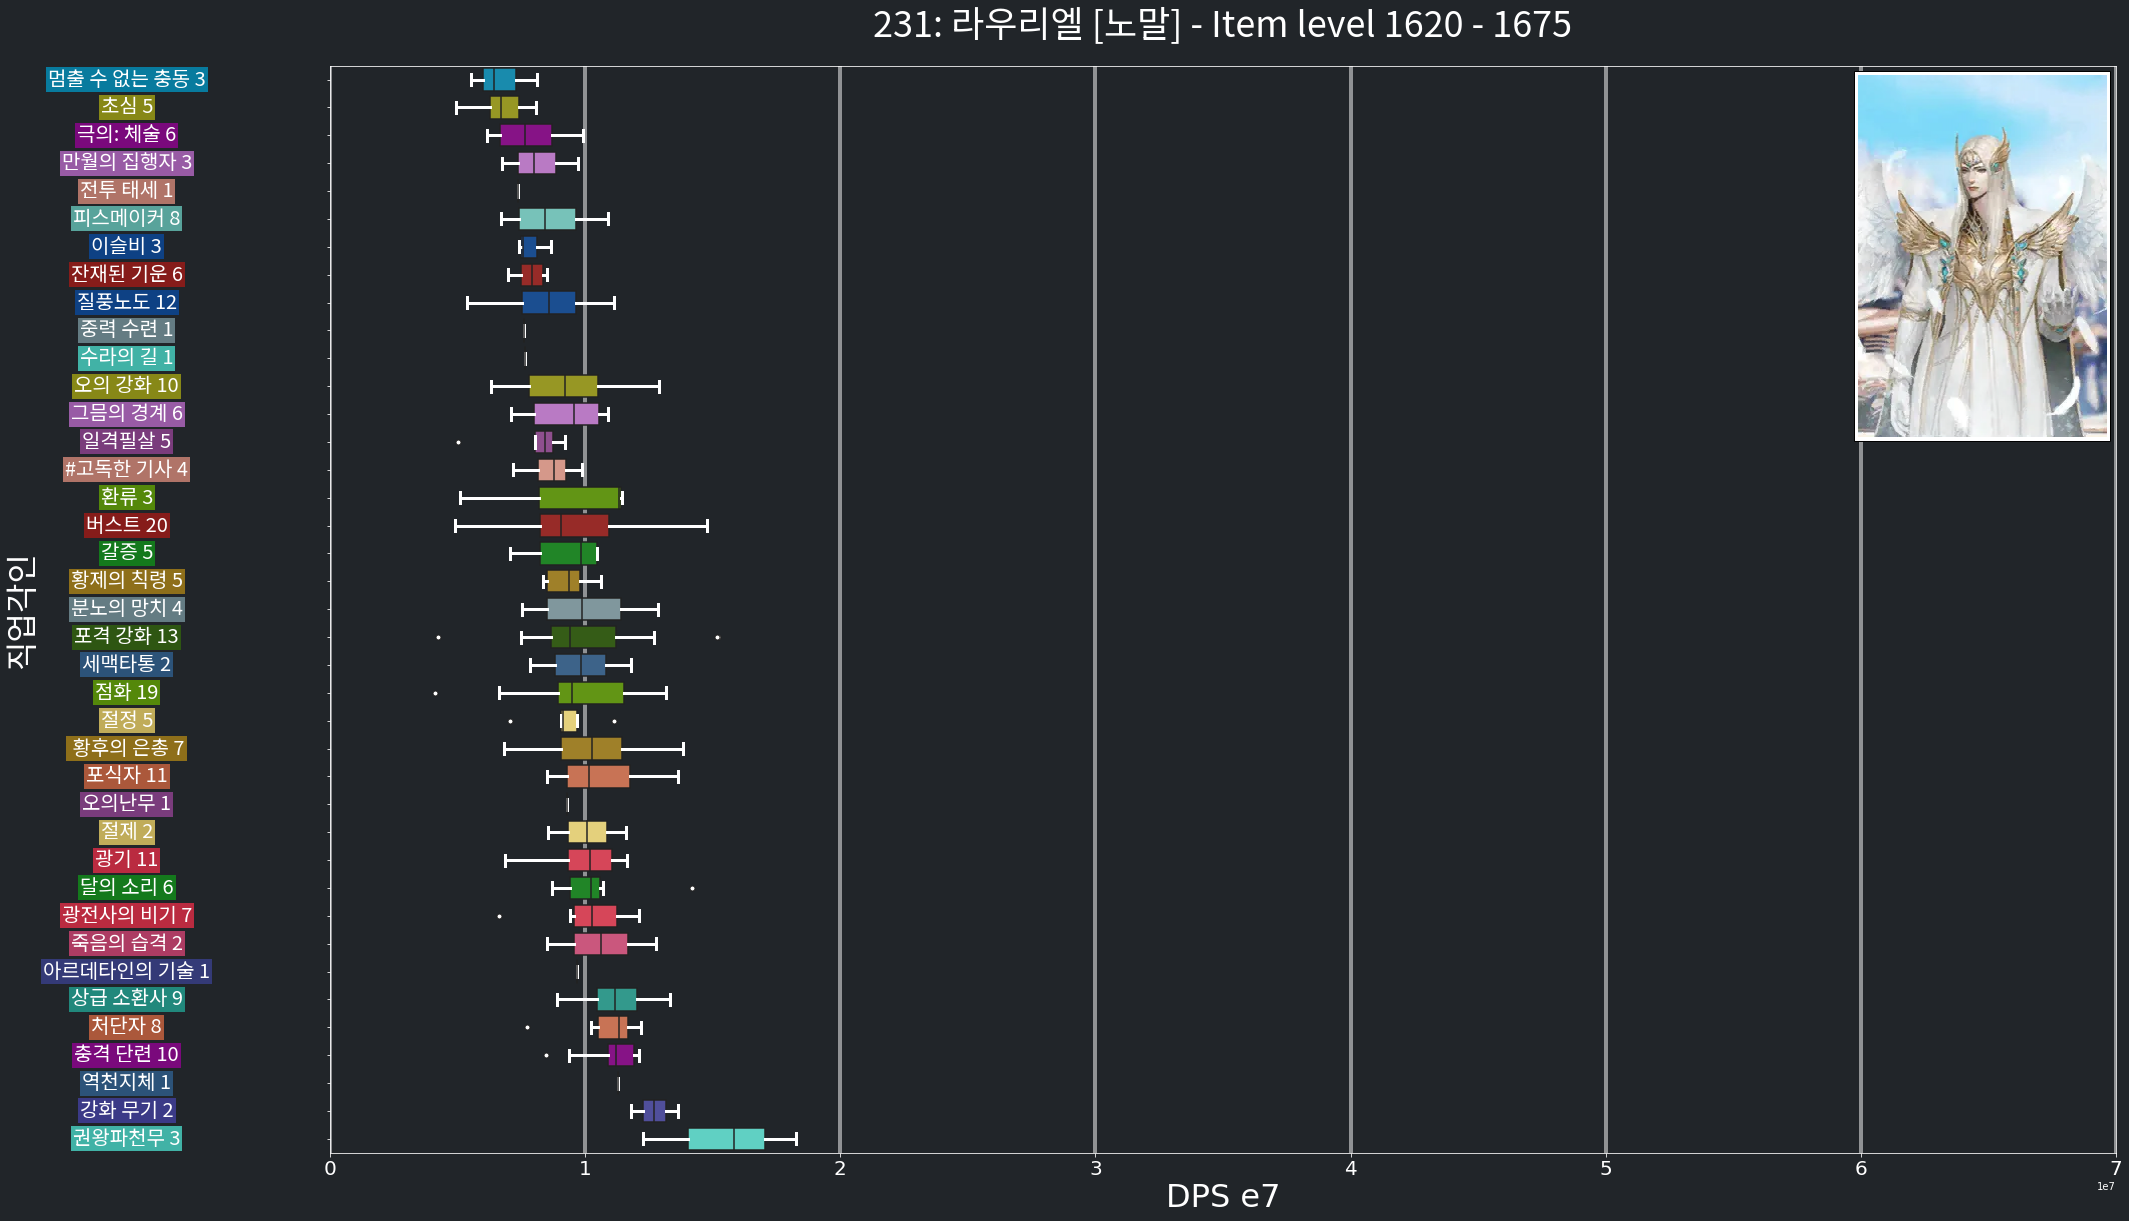 231: 라우리엘 [노말] - Item level 1620 - 1675
멈출 수 없는 충동 3
초심 5
극의: 체술 6
만월의 집행자 3
전투 태세 1
피스메이커 8
이슬비 3
잔재된 기운 6
질풍노도 12
중력 수련 1
수라의 길 1
오의 강화 10
그믐의 경계 6
일격필살 5
#고독한 기사 4
환류 3
버스트 20
갈증 5
황제의 칙령 5
분노의 망치 4
포격 강화 13
세맥타통 2
점화 19
절정 5
황후의 은총 7
포식자 11
오의난무 1
절제 2
광기 11
달의 소리 6
광전사의 비기 7
죽음의 습격 2
아르데타인의 기술 1
상급 소환사 9
처단자 8
충격 단련 10
역천지체 1
강화 무기 2
권왕파천무 3
직업각인
0 1 2 3 4 5 6 7
1e7
DPS e7